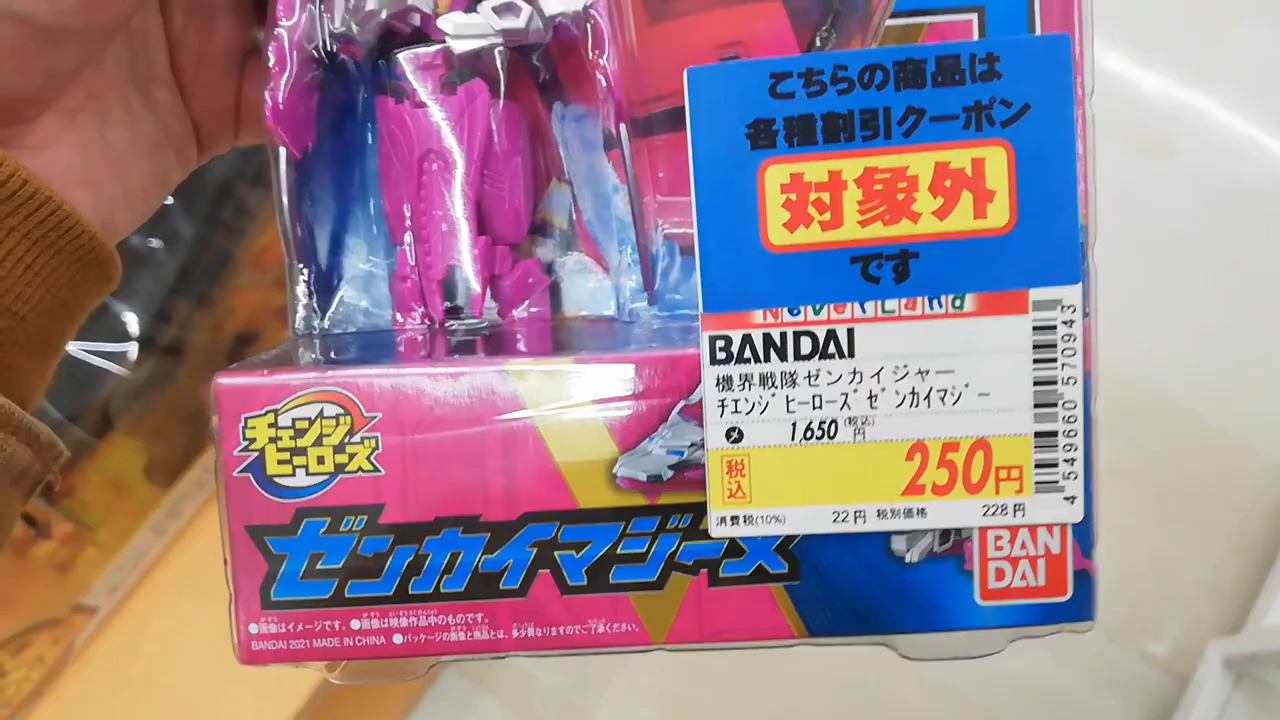 こちらの商品は
各種割引クーポン
対象外
です
NeverLand
BANDAI
機界戦隊ゼンカイジャー
チエンジヒーローズゼンカイマジーヌ
メ 1,650円(税込)
税込 250円
消費税(10%) 22円 税別価格 228円
4549660570943
チェンジヒーローズ
ゼンカイマジーヌ
BAN
DAI
●画像はイメージです。●画像は映像作品中のものです。
BANDAI 2021 MADE IN CHINA ●パッケージの画像と商品とは、多少異なりますのでご了承ください。